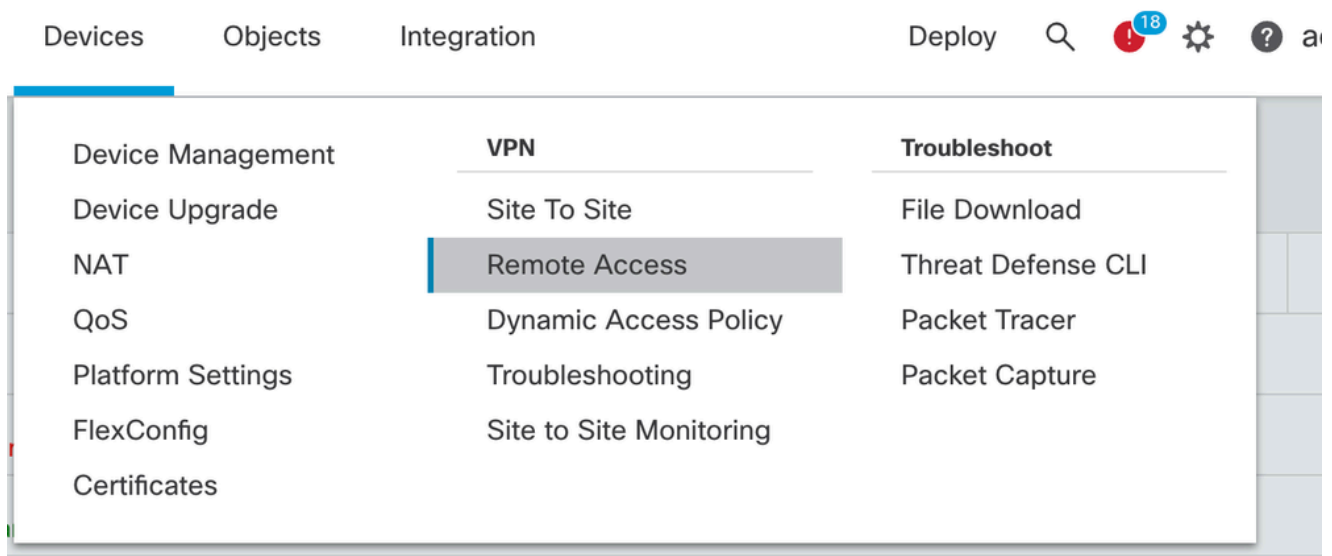 Devices Objects Integration Deploy 18
Device Management
Device Upgrade
NAT
QoS
Platform Settings
FlexConfig
Certificates
VPN
Site To Site
Remote Access
Dynamic Access Policy
Troubleshooting
Site to Site Monitoring
Troubleshoot
File Download
Threat Defense CLI
Packet Tracer
Packet Capture